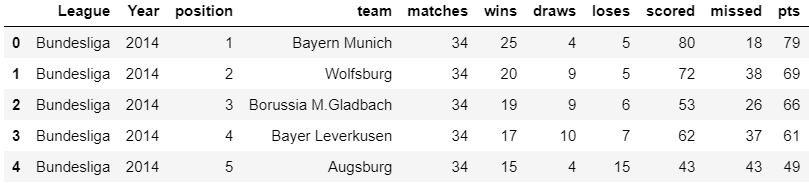 League Year position team matches wins draws loses scored missed pts
0 Bundesliga 2014 1 Bayern Munich 34 25 4 5 80 18 79
1 Bundesliga 2014 2 Wolfsburg 34 20 9 5 72 38 69
2 Bundesliga 2014 3 Borussia M.Gladbach 34 19 9 6 53 26 66
3 Bundesliga 2014 4 Bayer Leverkusen 34 17 10 7 62 37 61
4 Bundesliga 2014 5 Augsburg 34 15 4 15 43 43 49